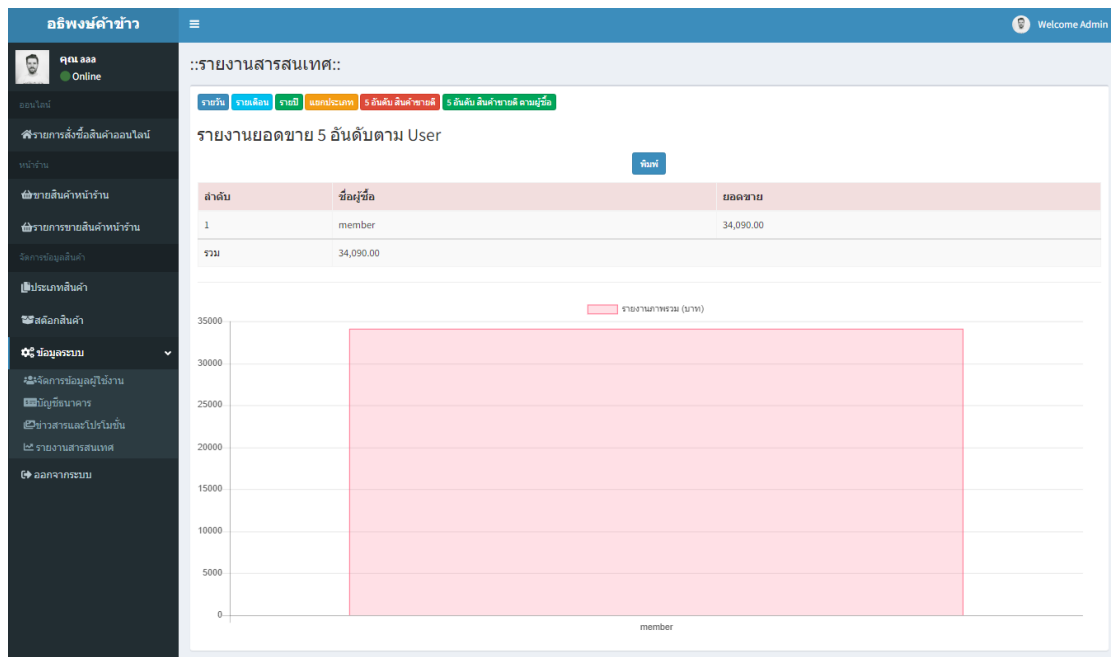 อธิพงษ์ค้าข้าว
Welcome Admin
คุณ aaa
Online
ออนไลน์
รายการสั่งซื้อสินค้าออนไลน์
หน้าร้าน
ขายสินค้าหน้าร้าน
รายการขายสินค้าหน้าร้าน
จัดการข้อมูลสินค้า
ประเภทสินค้า
สต๊อกสินค้า
ข้อมูลระบบ
จัดการข้อมูลผู้ใช้งาน
บัญชีธนาคาร
ข่าวสารและโปรโมชั่น
รายงานสารสนเทศ
ออกจากระบบ
::รายงานสารสนเทศ::
รายวัน รายเดือน รายปี แยกประเภท 5 อันดับ สินค้าขายดี 5 อันดับ สินค้าขายดี ตามผู้ซื้อ
รายงานยอดขาย 5 อันดับตาม User
พิมพ์
ลำดับ ชื่อผู้ซื้อ ยอดขาย
1 member 34,090.00
รวม 34,090.00
รายงานภาพรวม (บาท)
35000
30000
25000
20000
15000
10000
5000
0
member